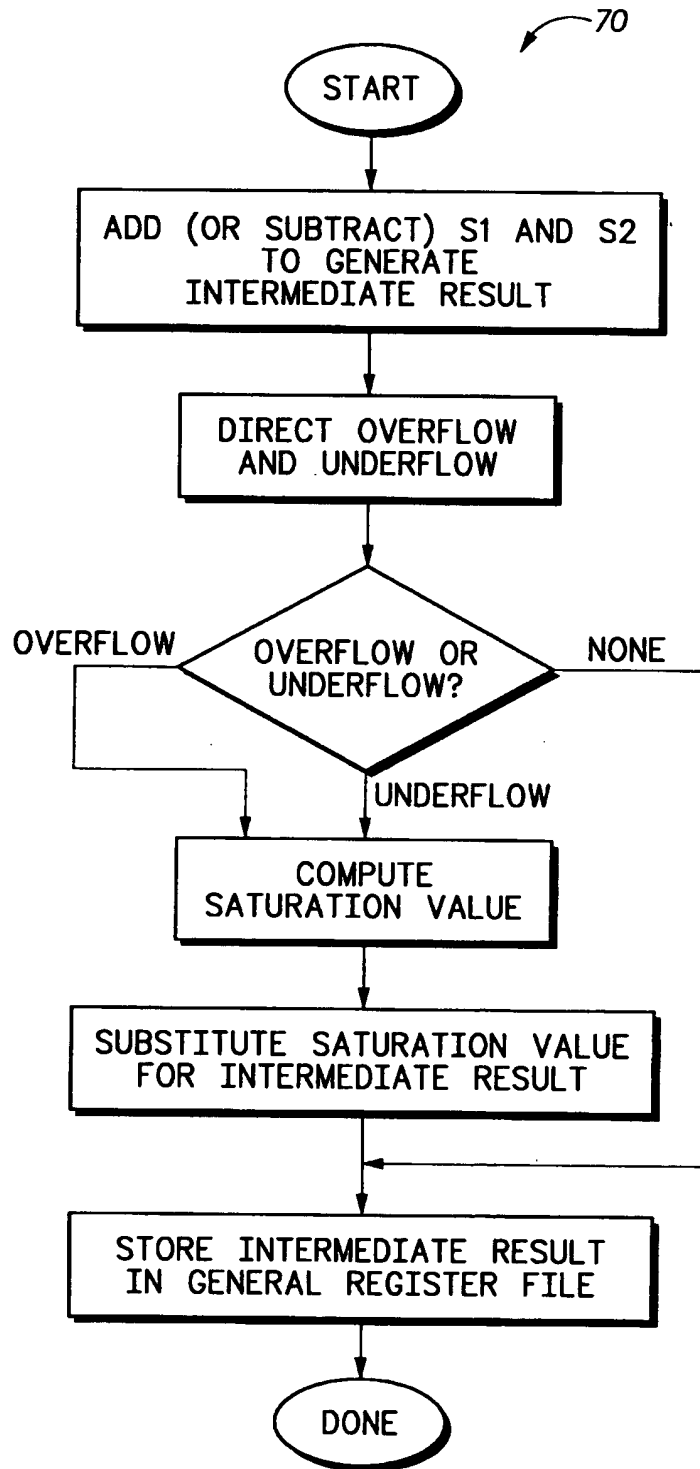 70
START
ADD (OR SUBTRACT) S1 AND S2
TO GENERATE
INTERMEDIATE RESULT
DIRECT OVERFLOW
AND UNDERFLOW
OVERFLOW
OVERFLOW OR
UNDERFLOW?
NONE
UNDERFLOW
COMPUTE
SATURATION VALUE
SUBSTITUTE SATURATION VALUE
FOR INTERMEDIATE RESULT
STORE INTERMEDIATE RESULT
IN GENERAL REGISTER FILE
DONE